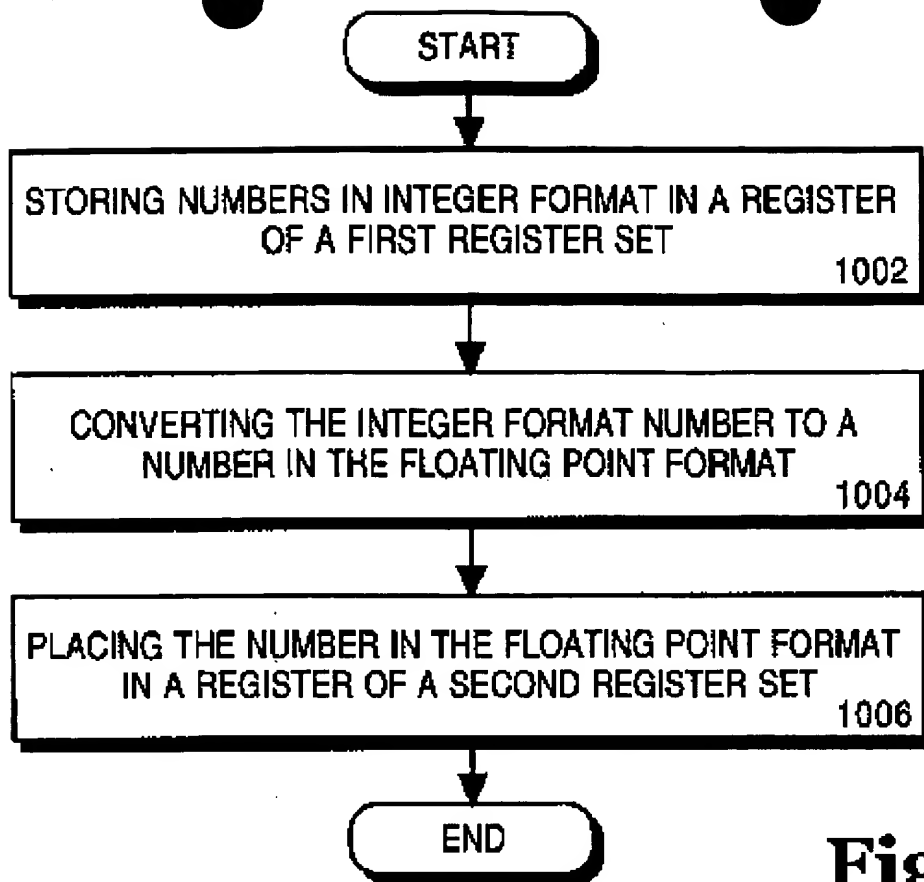 START
STORING NUMBERS IN INTEGER FORMAT IN A REGISTER
OF A FIRST REGISTER SET
1002
CONVERTING THE INTEGER FORMAT NUMBER TO A
NUMBER IN THE FLOATING POINT FORMAT
1004
PLACING THE NUMBER IN THE FLOATING POINT FORMAT
IN A REGISTER OF A SECOND REGISTER SET
1006
END
Fig